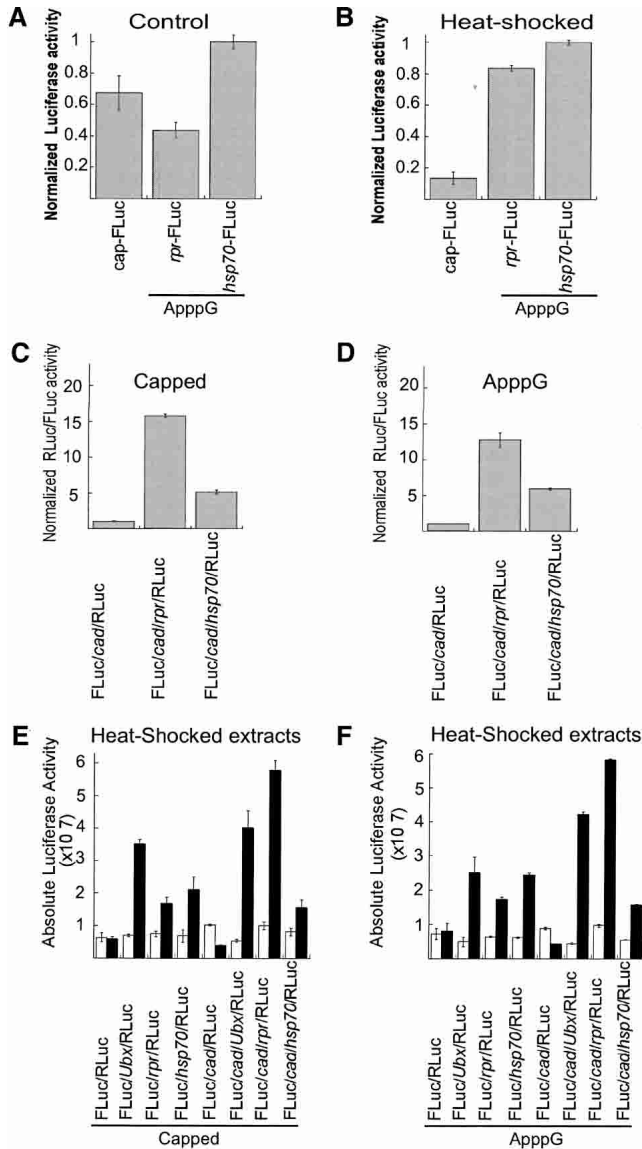 A
Control
Normalized Luciferase activity
1
0.8
0.6
0.4
0.2
cap-FLuc
rpr-FLuc
hsp70-FLuc
ApppG
B
Heat-shocked
Normalized Luciferase activity
1
0.8
0.6
0.4
0.2
cap-FLuc
rpr-FLuc
hsp70-FLuc
ApppG
C
Capped
Normalized RLuc/FLuc activity
20
15
10
5
FLuc/cad/RLuc
FLuc/cad/rpr/RLuc
FLuc/cad/hsp70/RLuc
D
ApppG
Normalized RLuc/FLuc activity
20
15
10
5
FLuc/cad/RLuc
FLuc/cad/rpr/RLuc
FLuc/cad/hsp70/RLuc
E
Heat-Shocked extracts
Absolute Luciferase Activity
(x10 7)
6
5
4
3
2
1
FLuc/RLuc
FLuc/Ubx/RLuc
FLuc/rpr/RLuc
FLuc/hsp70/RLuc
FLuc/cad/RLuc
FLuc/cad/Ubx/RLuc
FLuc/cad/rpr/RLuc
FLuc/cad/hsp70/RLuc
Capped
F
Heat-Shocked extracts
Absolute Luciferase Activity
(x10 7)
6
5
4
3
2
1
FLuc/RLuc
FLuc/Ubx/RLuc
FLuc/rpr/RLuc
FLuc/hsp70/RLuc
FLuc/cad/RLuc
FLuc/cad/Ubx/RLuc
FLuc/cad/rpr/RLuc
FLuc/cad/hsp70/RLuc
ApppG